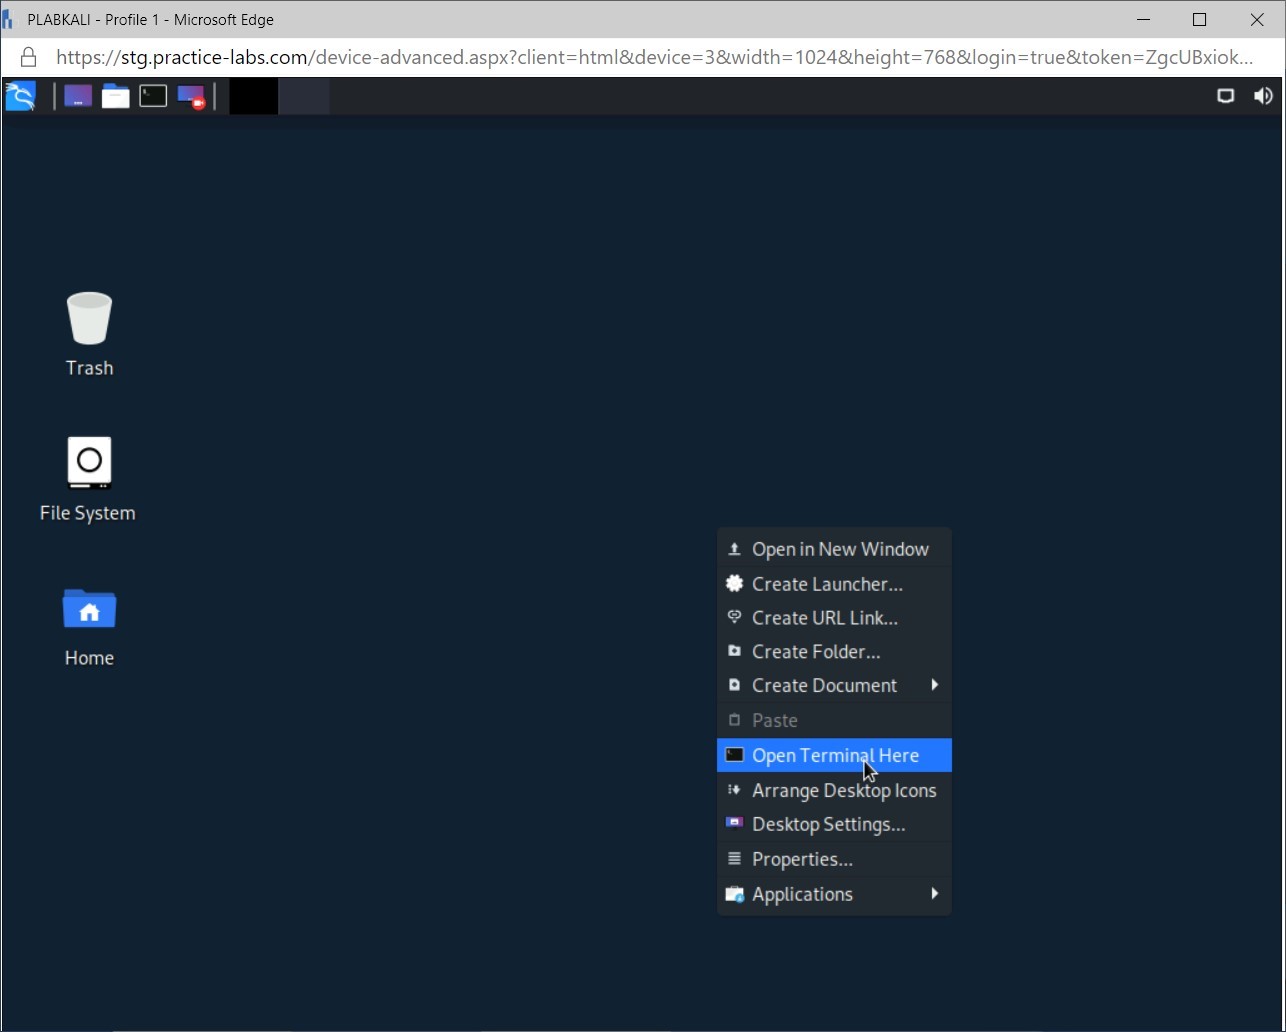 PLABKALI - Profile 1 - Microsoft Edge
https://stg.practice-labs.com/device-advanced.aspx?client=html&device=3&width=1024&height=768&login=true&token=ZgcUBxiok...
Trash
File System
Home
Open in New Window
Create Launcher...
Create URL Link...
Create Folder...
Create Document
Paste
Open Terminal Here
Arrange Desktop Icons
Desktop Settings...
Properties...
Applications